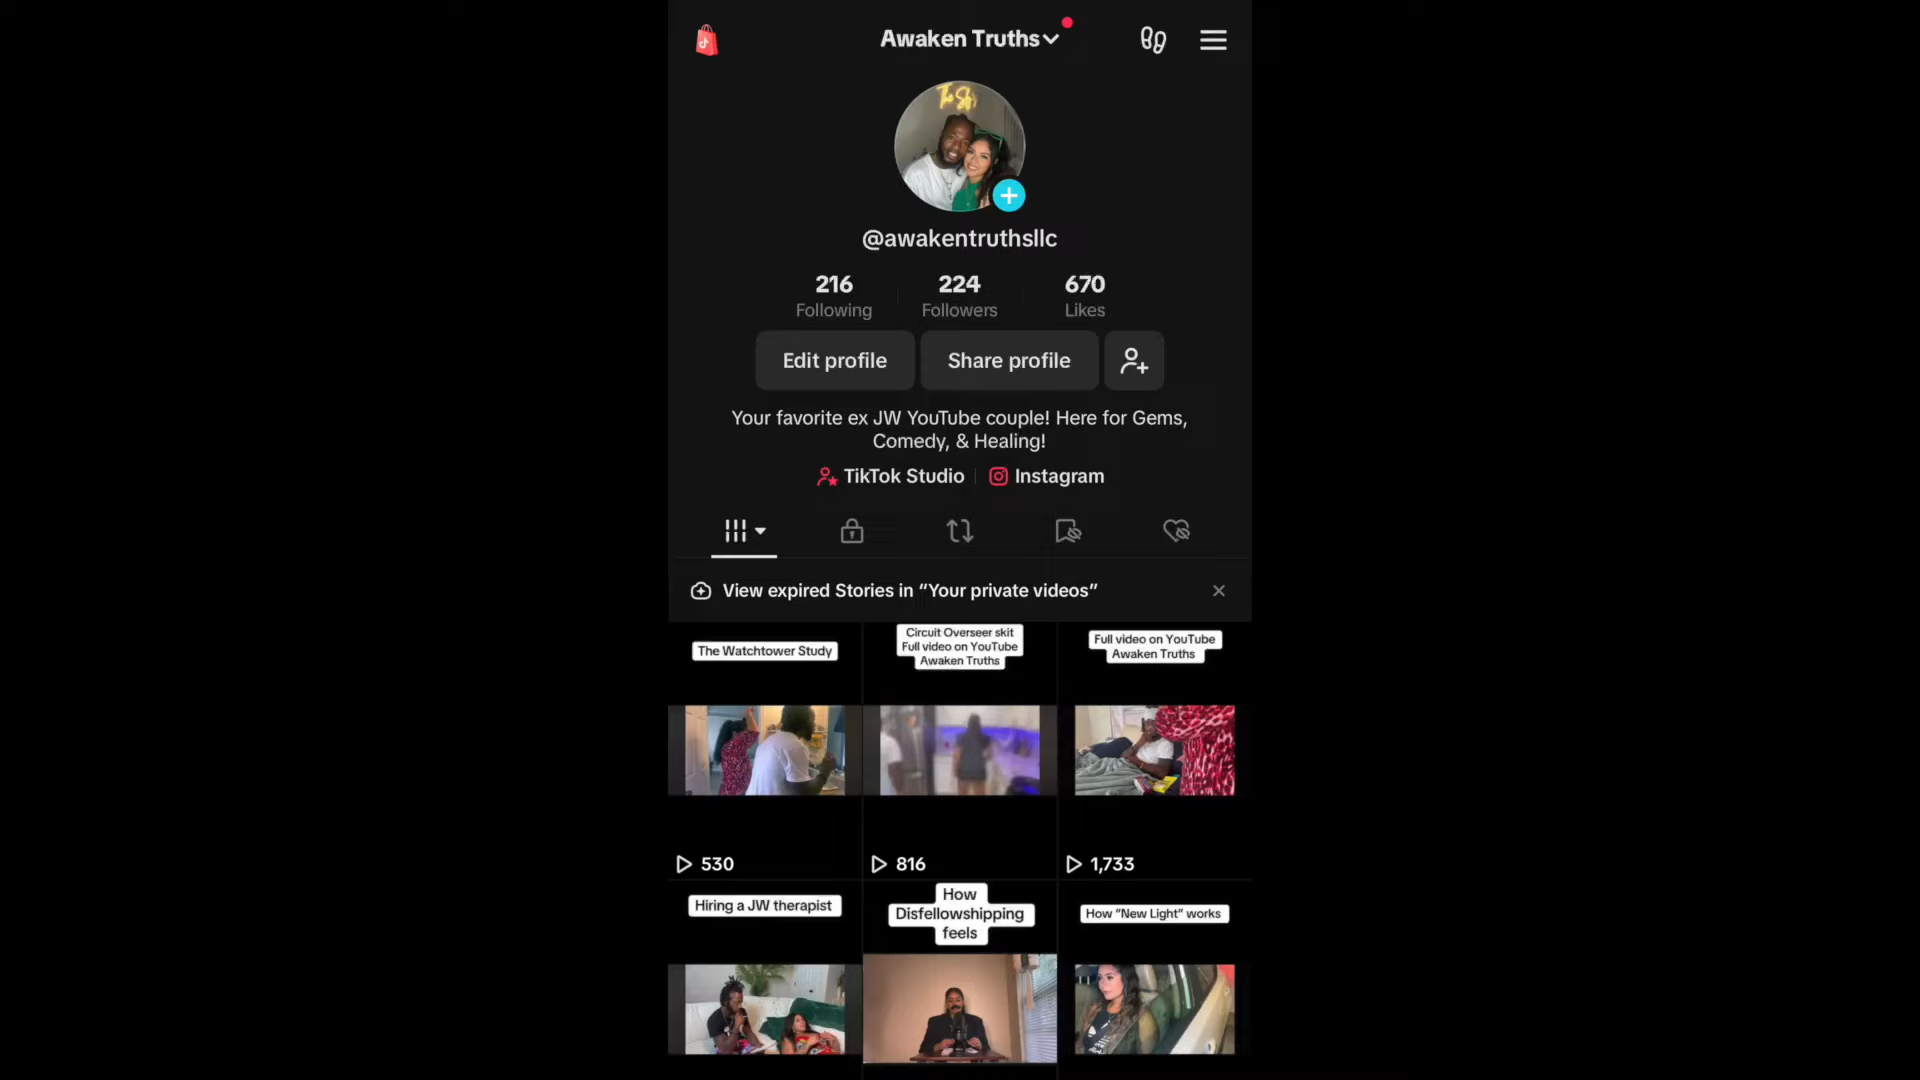 Awaken Truths
@awakentruthsllc
216
Following
224
Followers
670
Likes
Edit profile
Share profile
Your favorite ex JW YouTube couple! Here for Gems,
Comedy, & Healing!
TikTok Studio
Instagram
View expired Stories in “Your private videos”
The Watchtower Study
530
Circuit Overseer skit
Full video on YouTube
Awaken Truths
816
Full video on YouTube
Awaken Truths
1,733
Hiring a JW therapist
How
Disfellowshipping
feels
How “New Light” works